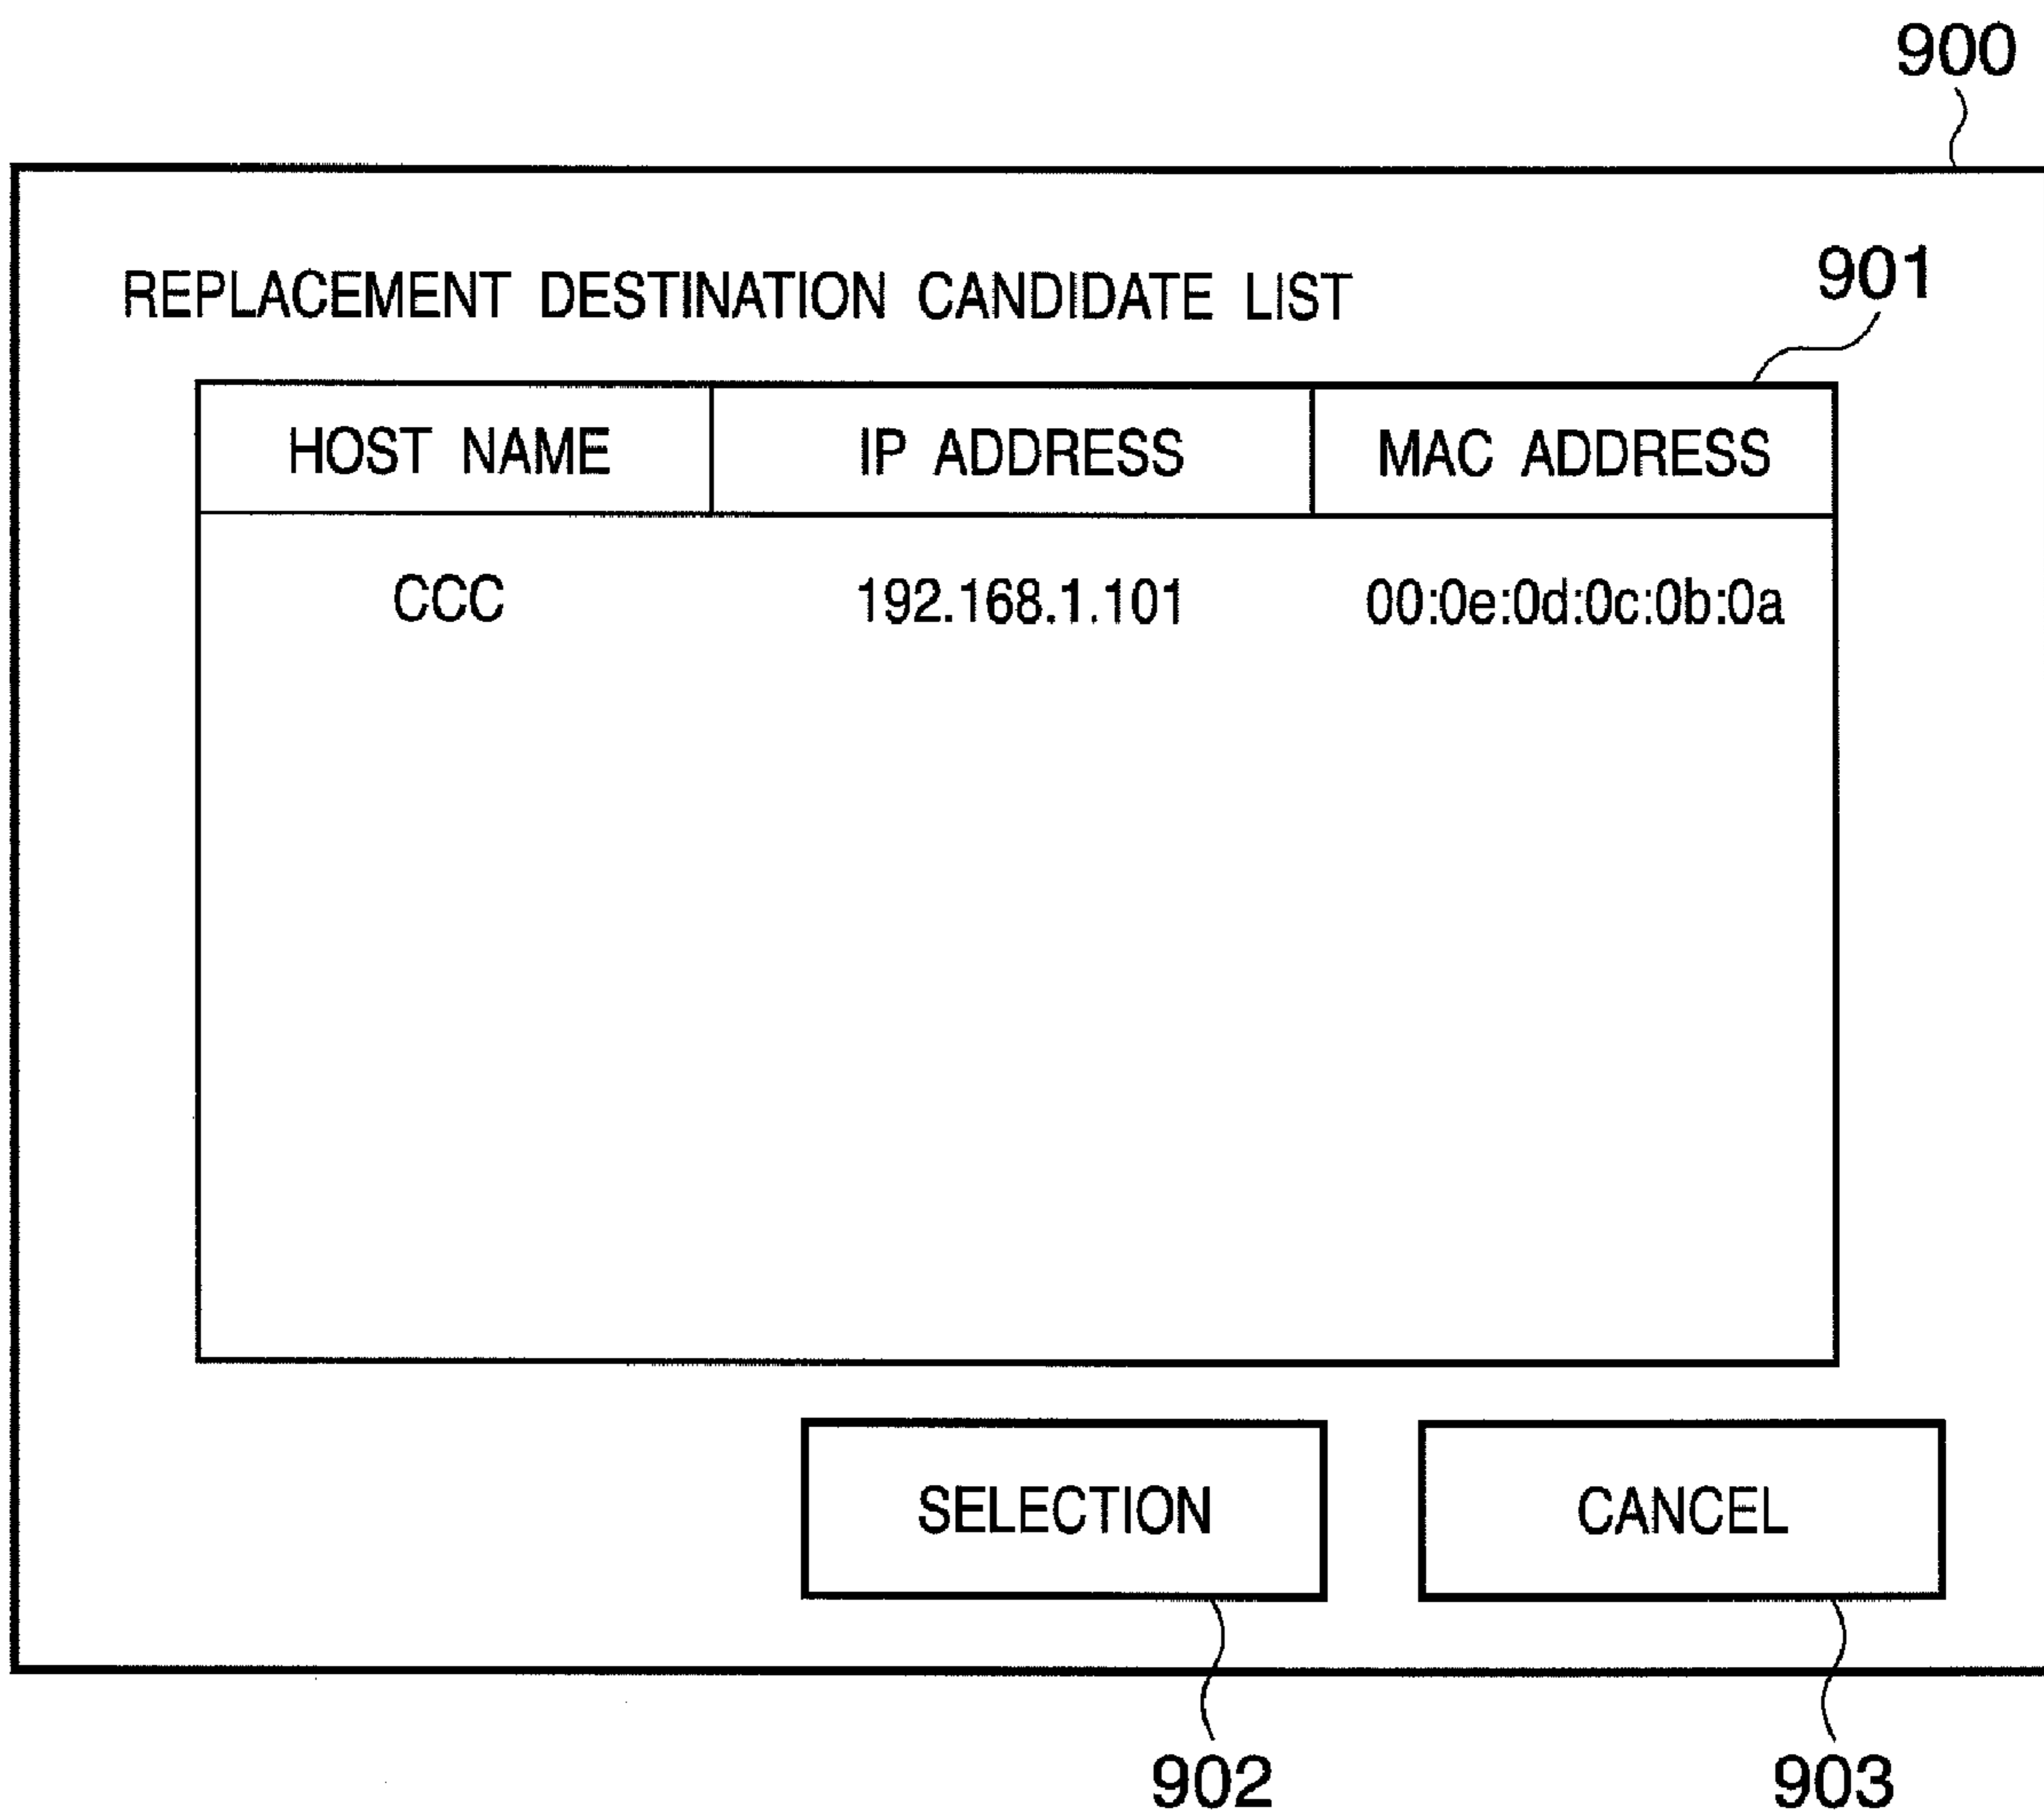 900
REPLACEMENT DESTINATION CANDIDATE LIST
901
HOST NAME IP ADDRESS MAC ADDRESS
CCC 192.168.1.101 00:0e:0d:0c:0b:0a
SELECTION CANCEL
902 903